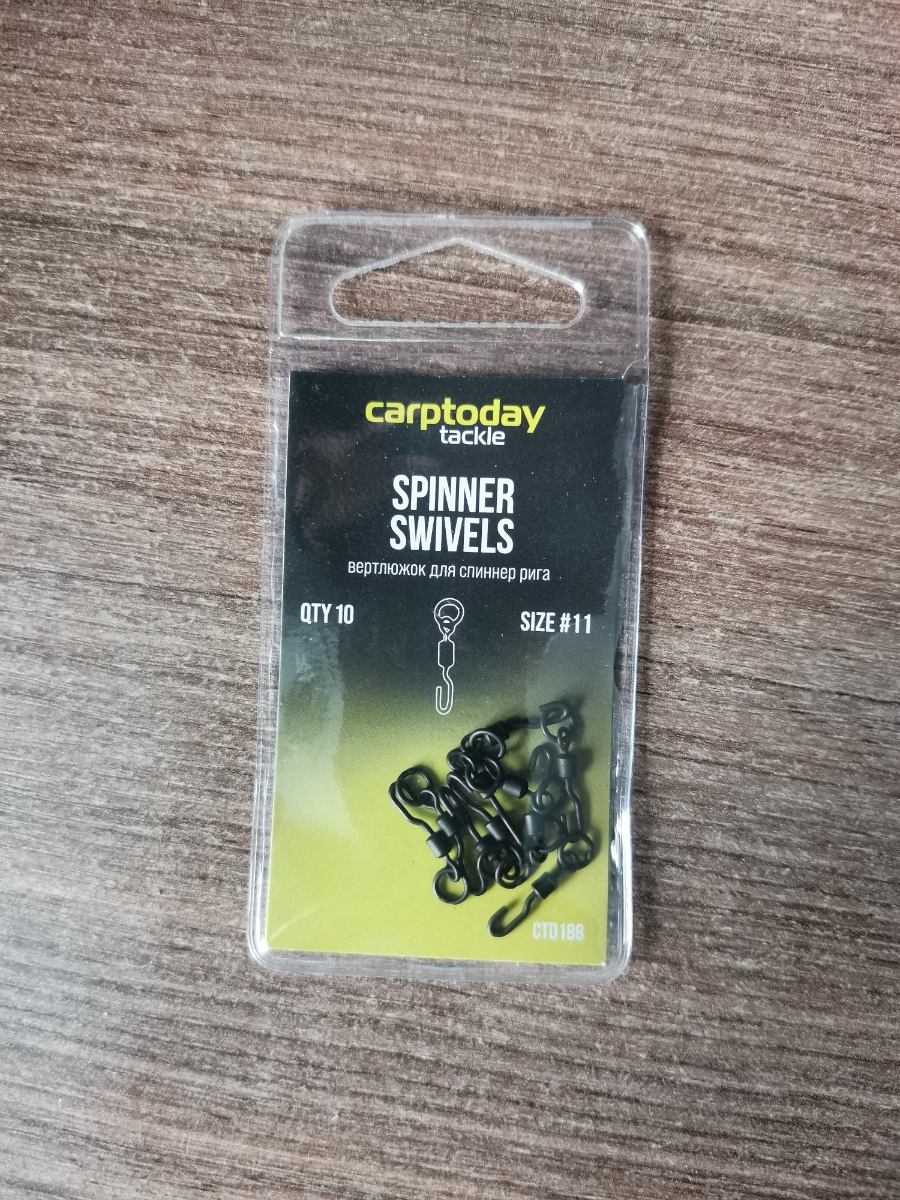 carptoday
tackle
SPINNER
SWIVELS
вертлюжок для спиннер рига
QTY 10
SIZE #11
CTD188